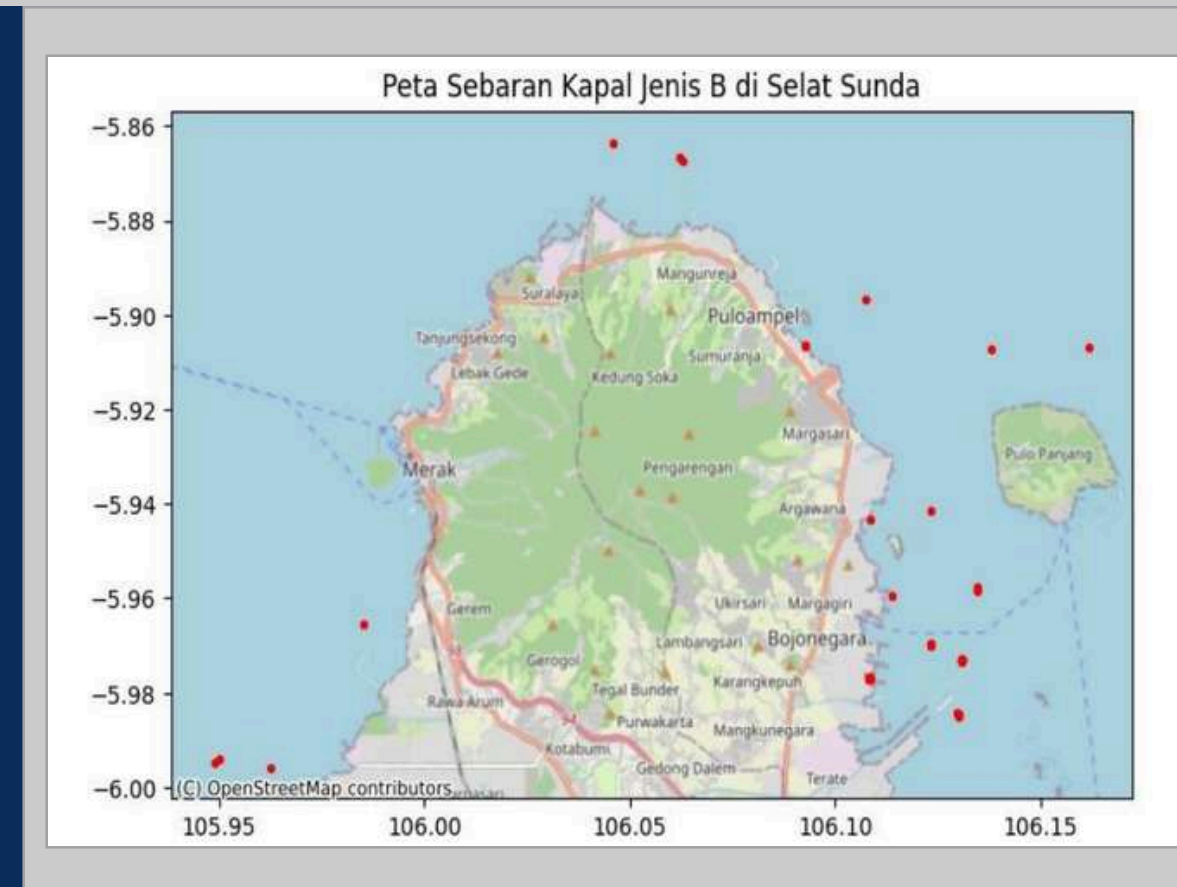 Peta Sebaran Kapal Jenis B di Selat Sunda
−5.86
−5.88
−5.90
−5.92
−5.94
−5.96
−5.98
−6.00
Mangunreja
Suralaya
Puloampel
Tanjungsekong
Sumuranja
Lebak Gede
Kedung Soka
Margasari
Pulo Panjang
Merak
Pengarengan
Argawana
Gerem
Ukirsari
Margagiri
Lambangsari
Bojonegara
Gerogol
Tegal Bunder
Karangkepuh
Rawa Arum
Purwakarta
Mangkunegara
Kotabumi
Gedong Dalem
Terate
(C) OpenStreetMap contributors
105.95
106.00
106.05
106.10
106.15